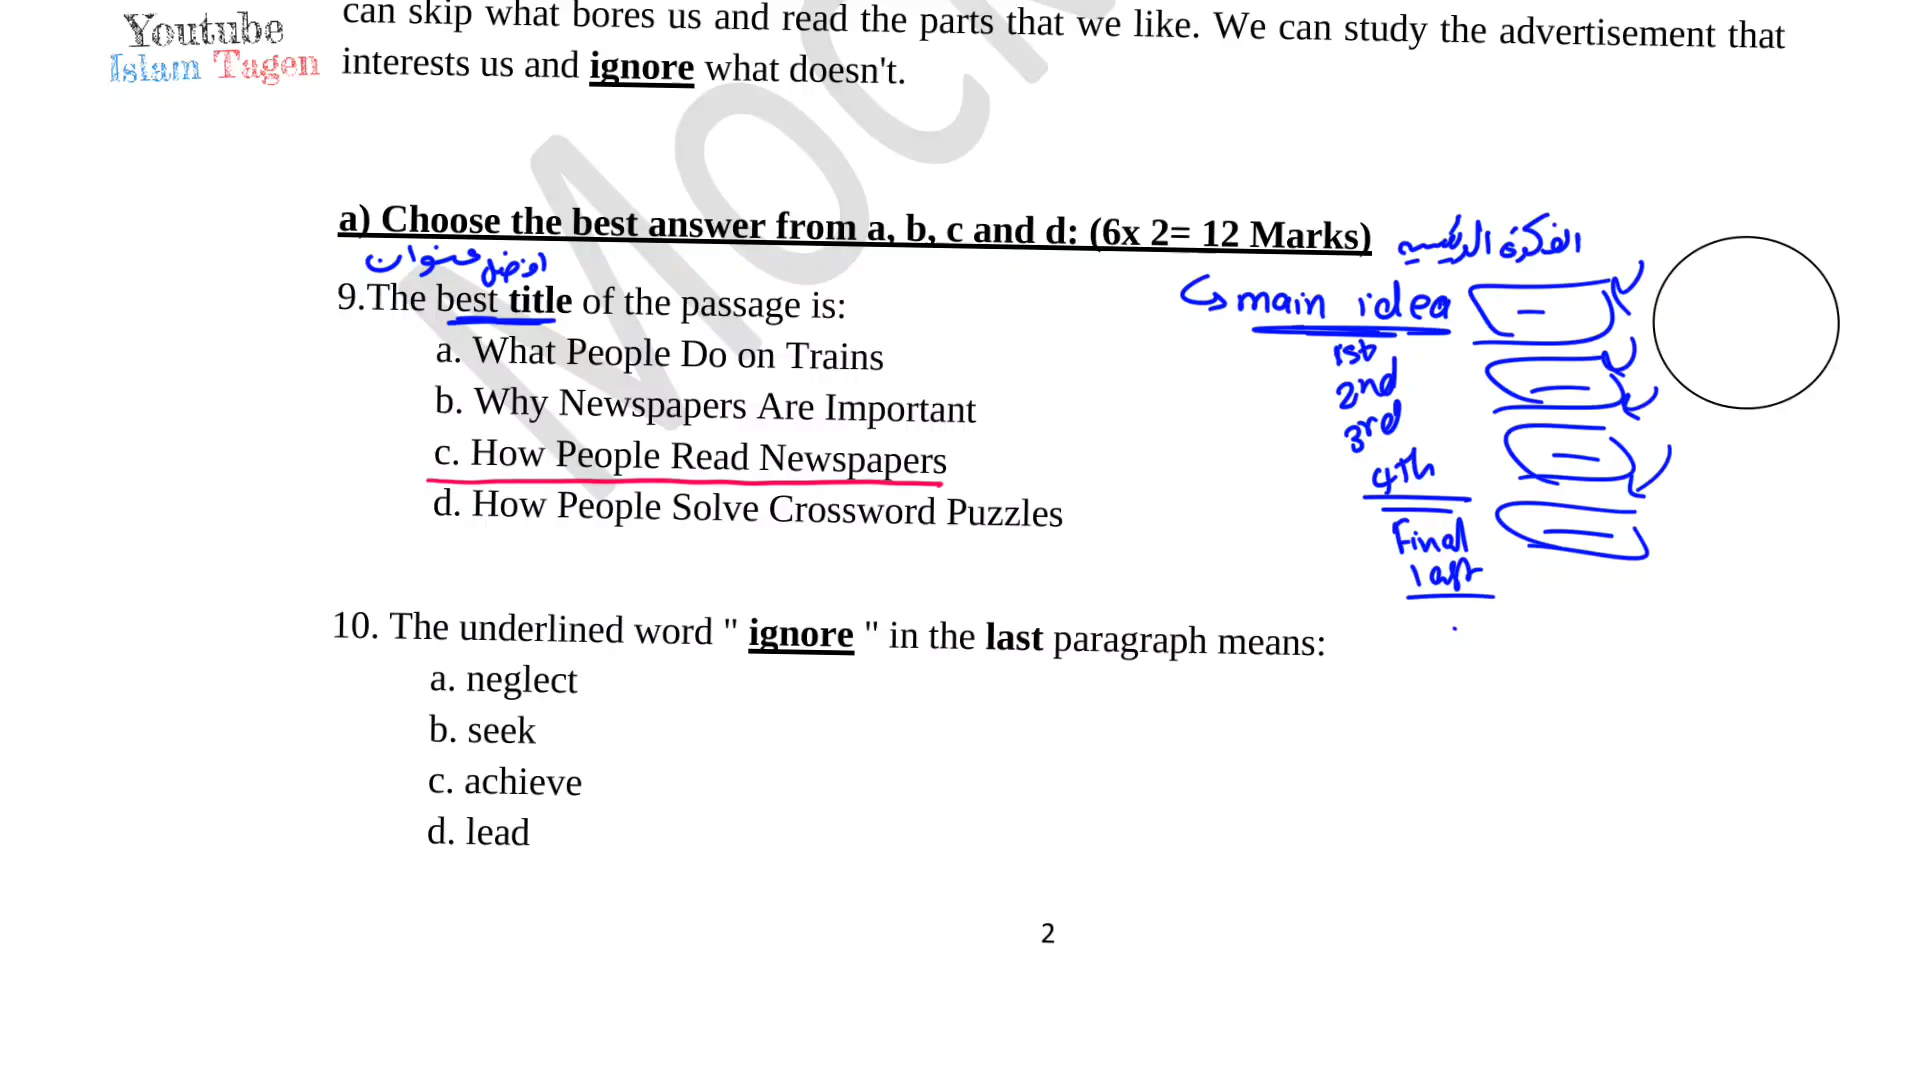 Youtube
Islam Tagen
can skip what bores us and read the parts that we like. We can study the advertisement that
interests us and ignore what doesn't.
a) Choose the best answer from a, b, c and d: (6x 2= 12 Marks)
الفكرة الرئيسيه
افضل عنوان
9.The best title of the passage is:
main idea
a. What People Do on Trains
b. Why Newspapers Are Important
c. How People Read Newspapers
d. How People Solve Crossword Puzzles
1st
2nd
3rd
4th
Final
last
10. The underlined word " ignore " in the last paragraph means:
a. neglect
b. seek
c. achieve
d. lead
2